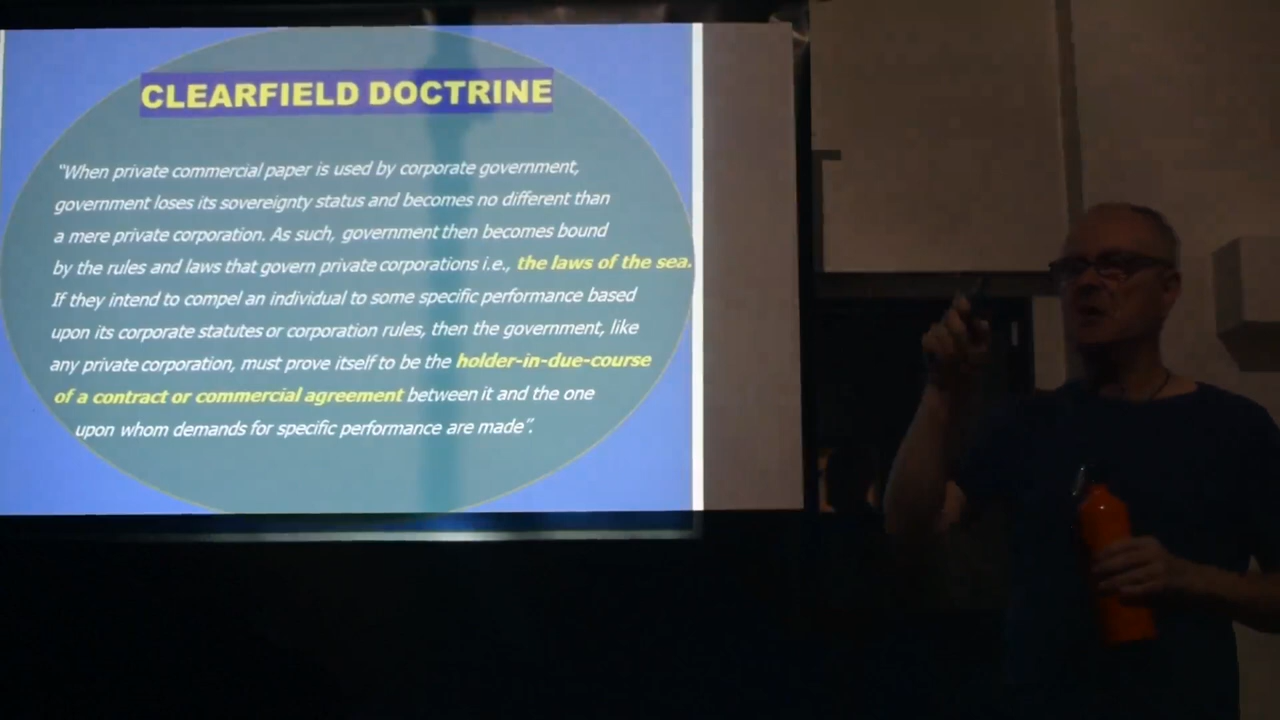 CLEARFIELD DOCTRINE
"When private commercial paper is used by corporate government,
government loses its sovereignty status and becomes no different than
a mere private corporation. As such, government then becomes bound
by the rules and laws that govern private corporations i.e., the laws of the sea.
If they intend to compel an individual to some specific performance based
upon its corporate statutes or corporation rules, then the government, like
any private corporation, must prove itself to be the holder-in-due-course
of a contract or commercial agreement between it and the one
upon whom demands for specific performance are made".